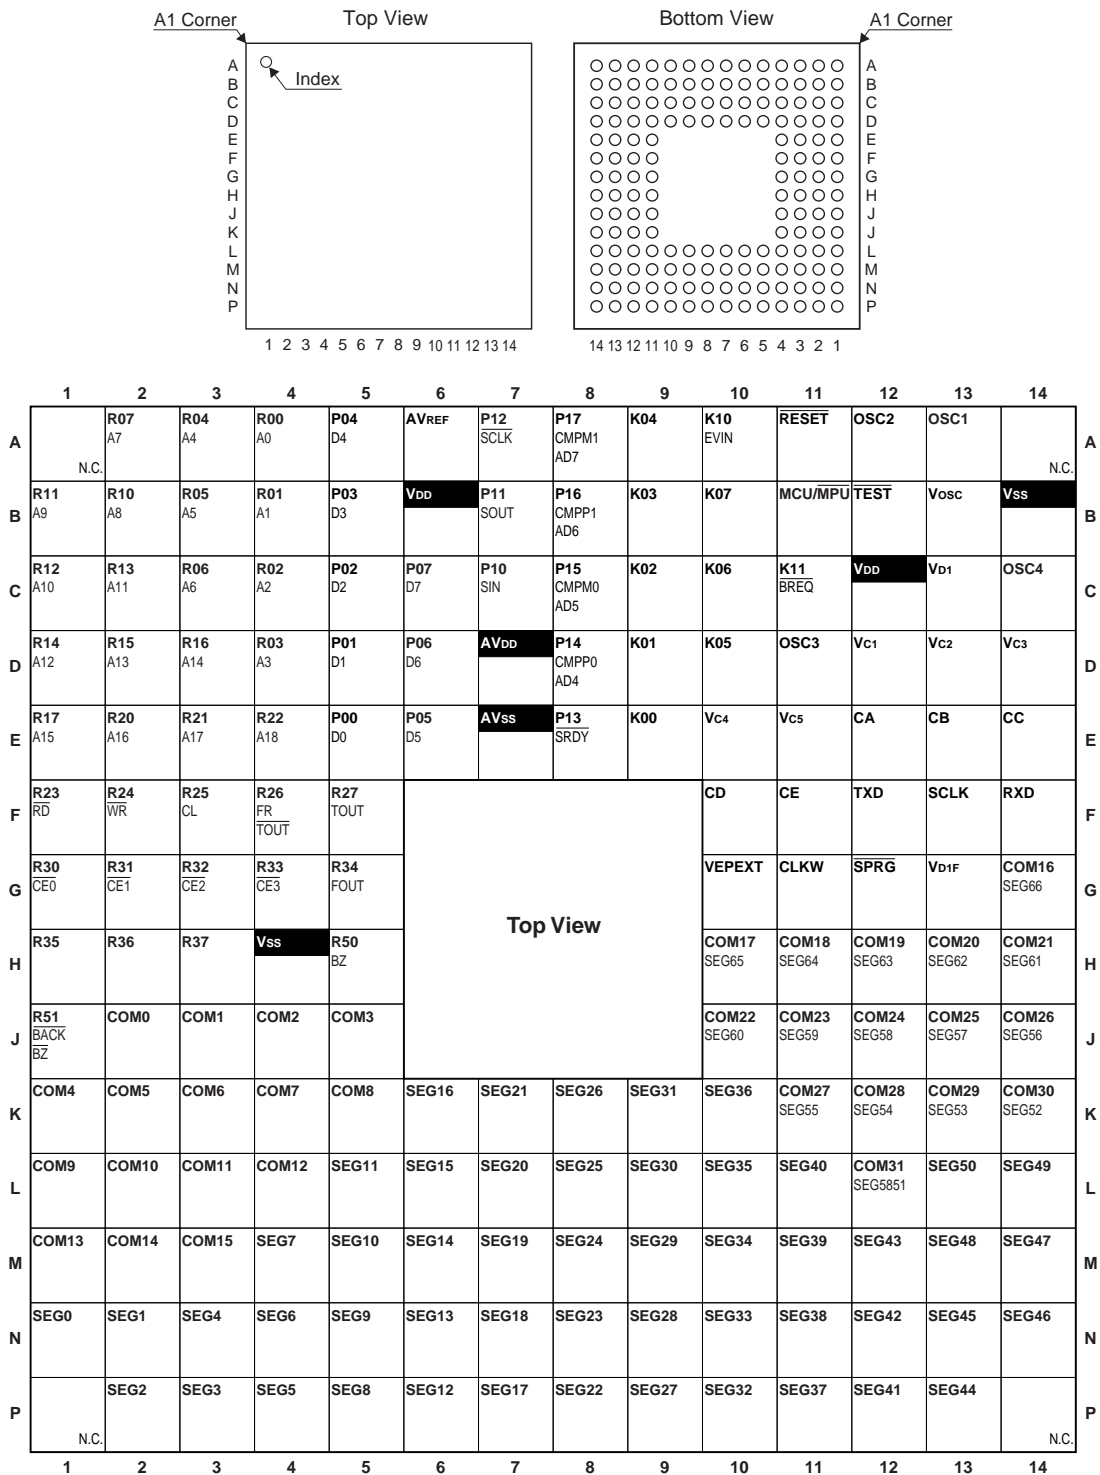 A1 Corner Top View Bottom View A1 Corner
Index
A A A
B B B
C C C
D D D
E E E
F F F
G G G
H H H
J J J
K K J
L L L
M M M
N N N
P P P
1 2 3 4 5 6 7 8 9 10 11 12 13 14 14 13 12 11 10 9 8 7 6 5 4 3 2 1
1 2 3 4 5 6 7 8 9 10 11 12 13 14
R07 R04 R00 P04 AVREF P12 P17 K04 K10 RESET OSC2 OSC1
A A7 A4 A0 D4 SCLK CMPM1 EVIN A
AD7
N.C. N.C.
R11 R10 R05 R01 P03 VDD P11 P16 K03 K07 MCU/MPU TEST VOSC VSS
B A9 A8 A5 A1 D3 SOUT CMPP1 B
AD6
R12 R13 R06 R02 P02 P07 P10 P15 K02 K06 K11 VDD VD1 OSC4
C A10 A11 A6 A2 D2 D7 SIN CMPM0 BREQ C
AD5
R14 R15 R16 R03 P01 P06 AVDD P14 K01 K05 OSC3 VC1 VC2 VC3
D A12 A13 A14 A3 D1 D6 CMPP0 D
AD4
R17 R20 R21 R22 P00 P05 AVSS P13 K00 VC4 VC5 CA CB CC
E A15 A16 A17 A18 D0 D5 SRDY E
R23 R24 R25 R26 R27 CD CE TXD SCLK RXD
F RD WR CL FR TOUT F
TOUT
R30 R31 R32 R33 R34 VEPEXT CLKW SPRG VD1F COM16
G CE0 CE1 CE2 CE3 FOUT SEG66 G
Top View
R35 R36 R37 VSS R50 COM17 COM18 COM19 COM20 COM21
H BZ SEG65 SEG64 SEG63 SEG62 SEG61 H
R51 COM0 COM1 COM2 COM3 COM22 COM23 COM24 COM25 COM26
J BACK SEG60 SEG59 SEG58 SEG57 SEG56 J
BZ
COM4 COM5 COM6 COM7 COM8 SEG16 SEG21 SEG26 SEG31 SEG36 COM27 COM28 COM29 COM30
K SEG55 SEG54 SEG53 SEG52 K
COM9 COM10 COM11 COM12 SEG11 SEG15 SEG20 SEG25 SEG30 SEG35 SEG40 COM31 SEG50 SEG49
L SEG5851 L
COM13 COM14 COM15 SEG7 SEG10 SEG14 SEG19 SEG24 SEG29 SEG34 SEG39 SEG43 SEG48 SEG47
M M
SEG0 SEG1 SEG4 SEG6 SEG9 SEG13 SEG18 SEG23 SEG28 SEG33 SEG38 SEG42 SEG45 SEG46
N N
SEG2 SEG3 SEG5 SEG8 SEG12 SEG17 SEG22 SEG27 SEG32 SEG37 SEG41 SEG44
P P
N.C. N.C.
1 2 3 4 5 6 7 8 9 10 11 12 13 14